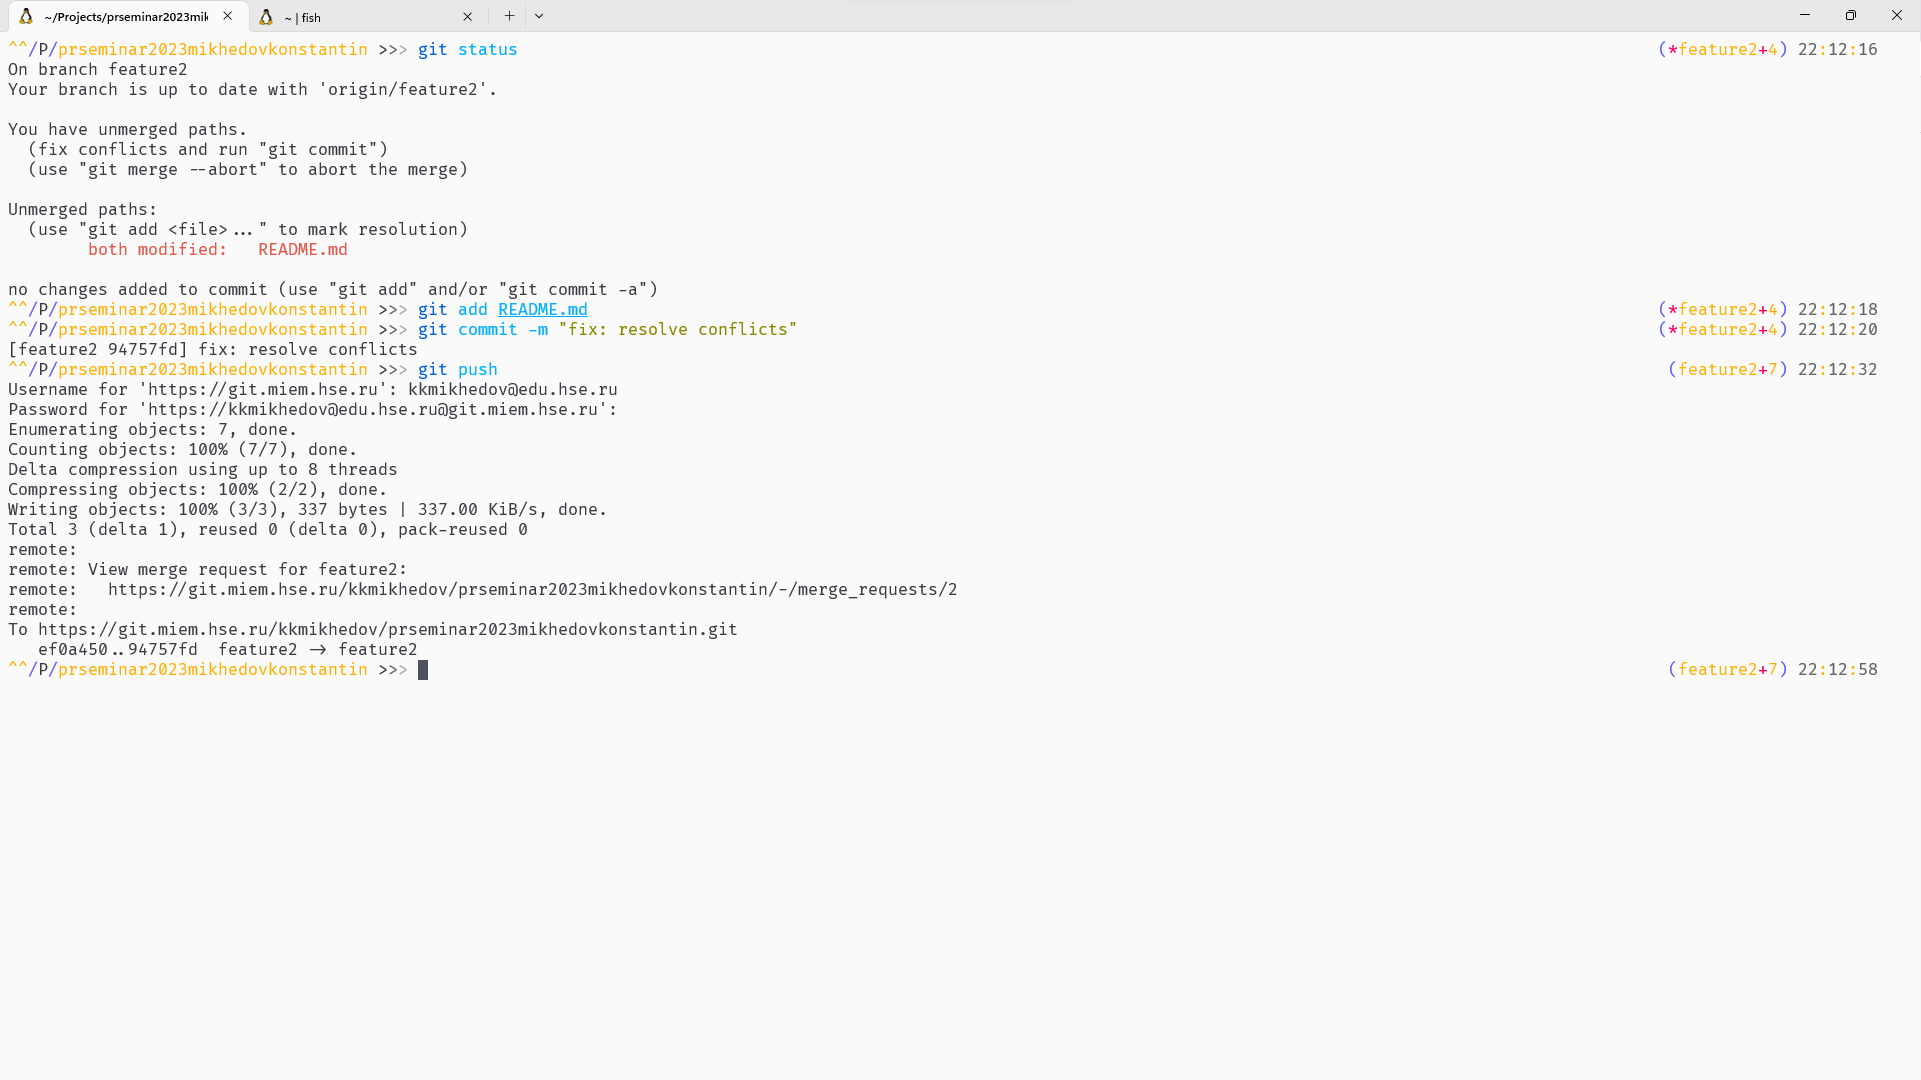 ~/Projects/prseminar2023mik
~ | fish
^^/P/prseminar2023mikhedovkonstantin >>> git status (*feature2+4) 22:12:16
On branch feature2
Your branch is up to date with 'origin/feature2'.
You have unmerged paths.
(fix conflicts and run "git commit")
(use "git merge --abort" to abort the merge)
Unmerged paths:
(use "git add <file>..." to mark resolution)
both modified: README.md
no changes added to commit (use "git add" and/or "git commit -a")
^^/P/prseminar2023mikhedovkonstantin >>> git add README.md (*feature2+4) 22:12:18
^^/P/prseminar2023mikhedovkonstantin >>> git commit -m "fix: resolve conflicts" (*feature2+4) 22:12:20
[feature2 94757fd] fix: resolve conflicts
^^/P/prseminar2023mikhedovkonstantin >>> git push (feature2+7) 22:12:32
Username for 'https://git.miem.hse.ru': kkmikhedov@edu.hse.ru
Password for 'https://kkmikhedov@edu.hse.ru@git.miem.hse.ru':
Enumerating objects: 7, done.
Counting objects: 100% (7/7), done.
Delta compression using up to 8 threads
Compressing objects: 100% (2/2), done.
Writing objects: 100% (3/3), 337 bytes | 337.00 KiB/s, done.
Total 3 (delta 1), reused 0 (delta 0), pack-reused 0
remote:
remote: View merge request for feature2:
remote: https://git.miem.hse.ru/kkmikhedov/prseminar2023mikhedovkonstantin/-/merge_requests/2
remote:
To https://git.miem.hse.ru/kkmikhedov/prseminar2023mikhedovkonstantin.git
ef0a450..94757fd feature2 -> feature2
^^/P/prseminar2023mikhedovkonstantin >>> (feature2+7) 22:12:58